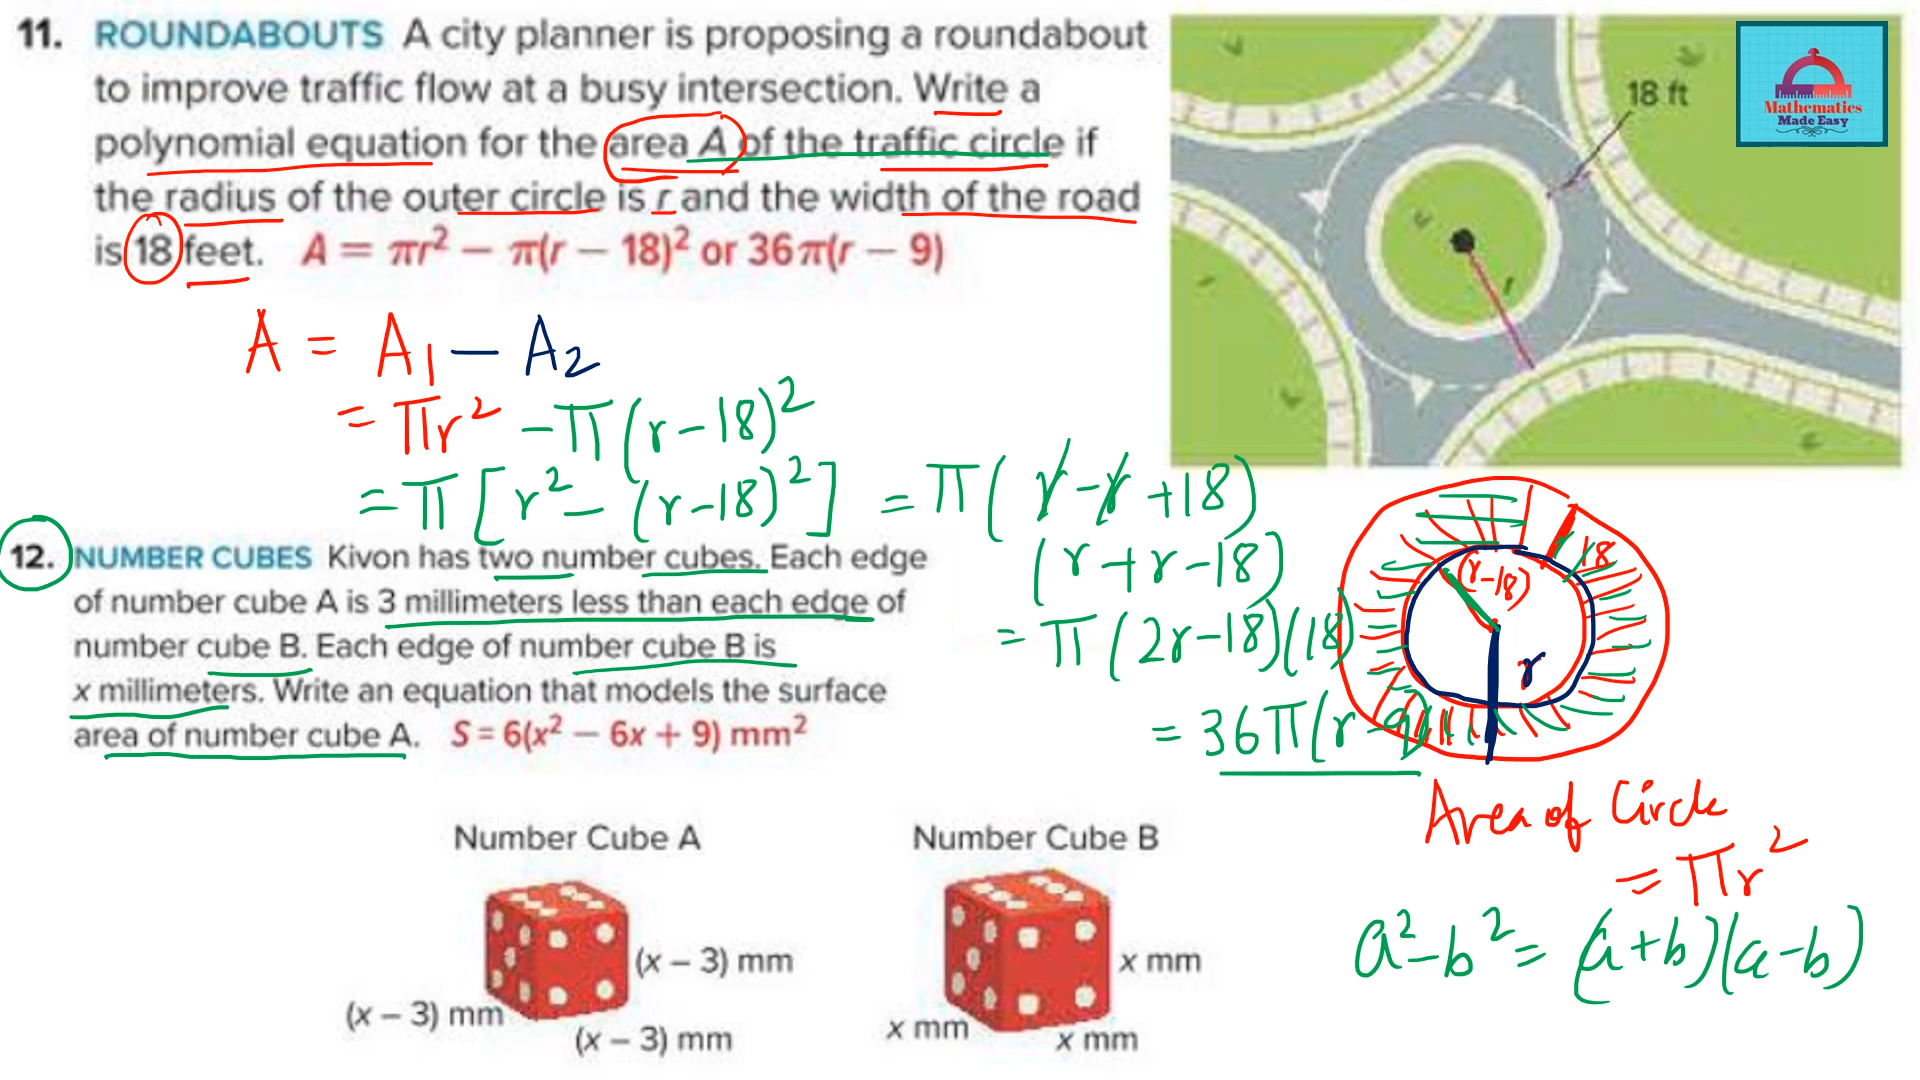 11. ROUNDABOUTS A city planner is proposing a roundabout
to improve traffic flow at a busy intersection. Write a
polynomial equation for the area A of the traffic circle if
the radius of the outer circle is r and the width of the road
is 18 feet. A = πr² − π(r − 18)² or 36π(r − 9)
18 ft
r
Mathematics
Made Easy
A = A₁ − A₂
= πr² − π(r−18)²
= π[r² − (r−18)²] = π(r−r+18)
(r+r−18)
= π(2r−18)(18)
= 36π(r−9)
18
(r−18)
r
Area of Circle
= πr²
a²−b² = (a+b)(a−b)
12. NUMBER CUBES Kivon has two number cubes. Each edge
of number cube A is 3 millimeters less than each edge of
number cube B. Each edge of number cube B is
x millimeters. Write an equation that models the surface
area of number cube A. S = 6(x² − 6x + 9) mm²
Number Cube A
(x − 3) mm
(x − 3) mm
(x − 3) mm
Number Cube B
x mm
x mm
x mm